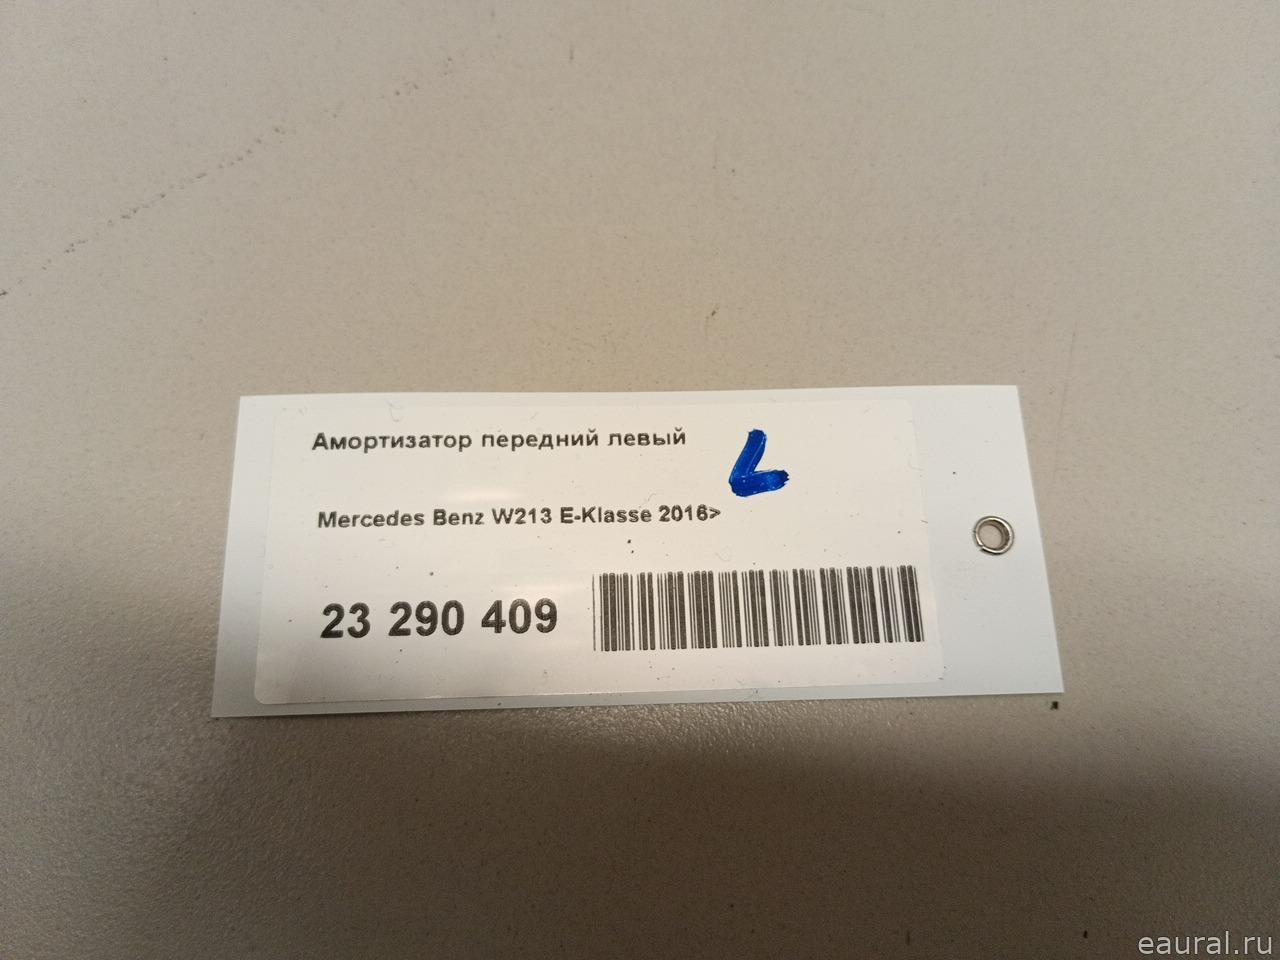 Амортизатор передний левый
L
Mercedes Benz W213 E-Klasse 2016>
23 290 409
eaural.ru